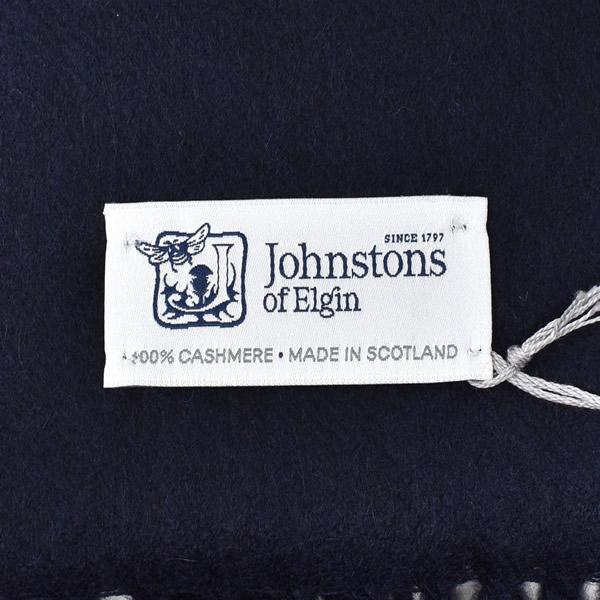 SINCE 1797
Johnstons
of Elgin
100% CASHMERE • MADE IN SCOTLAND